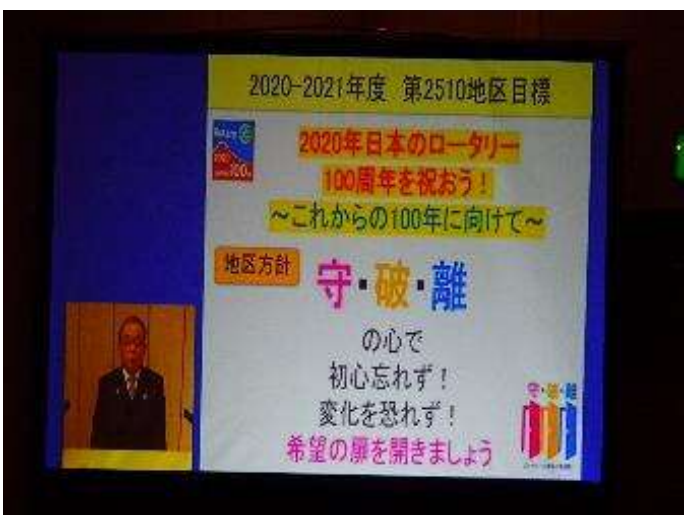 2020-2021年度 第2510地区目標
2020年日本のロータリー
100周年を祝おう！
～これからの100年に向けて～
地区方針
守・破・離
の心で
初心忘れず！
変化を恐れず！
希望の扉を開きましょう
守・破・離